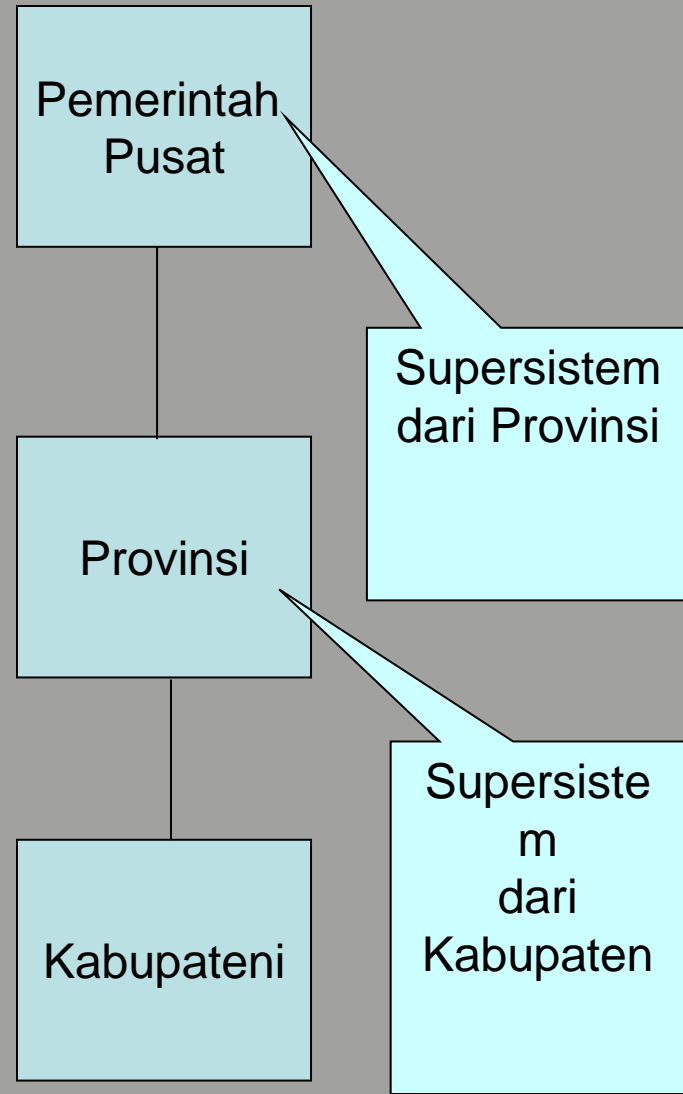 Pemerintah
Pusat
Supersistem
dari Provinsi
Provinsi
Supersiste
m
dari
Kabupaten
Kabupateni